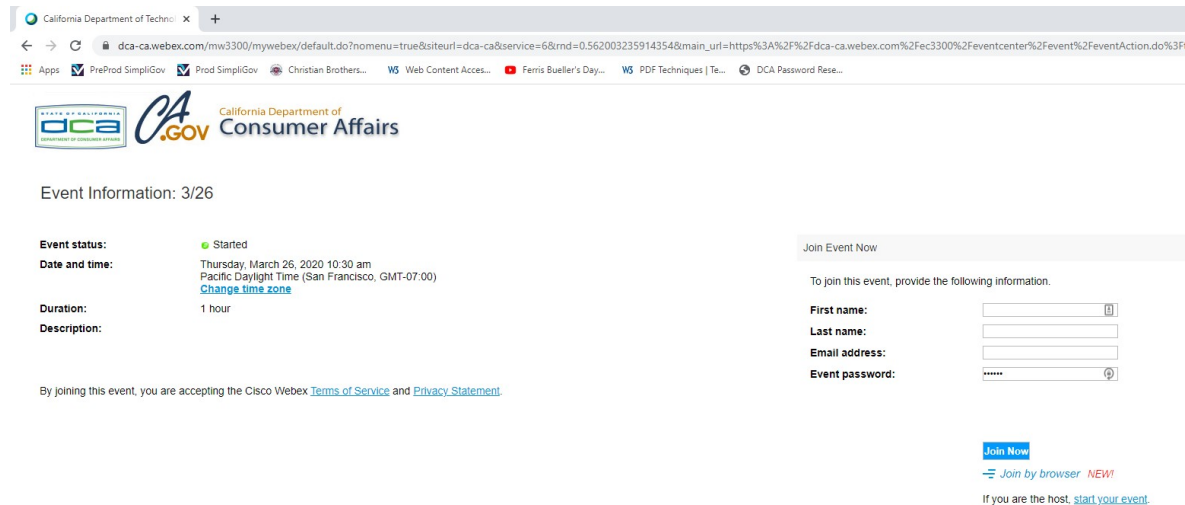 California Department of Technol
dca-ca.webex.com/mw3300/mywebex/default.do?nomenu=true&siteurl=dca-ca&service=6&rnd=0.562003235914354&main_url=https%3A%2F%2Fdca-ca.webex.com%2Fec3300%2Feventcenter%2Fevent%2FeventAction.do%3F
Apps PreProd SimpliGov Prod SimpliGov Christian Brothers... W3 Web Content Acces... Ferris Bueller's Day... W3 PDF Techniques | Te... DCA Password Rese...
STATE OF CALIFORNIA
dca
DEPARTMENT OF CONSUMER AFFAIRS
CA
.GOV
California Department of
Consumer Affairs
Event Information: 3/26
Event status: Started
Date and time: Thursday, March 26, 2020 10:30 am
Pacific Daylight Time (San Francisco, GMT-07:00)
Change time zone
Duration: 1 hour
Description:
By joining this event, you are accepting the Cisco Webex Terms of Service and Privacy Statement.
Join Event Now
To join this event, provide the following information.
First name:
Last name:
Email address:
Event password: ••••••
Join Now
Join by browser NEW!
If you are the host, start your event.